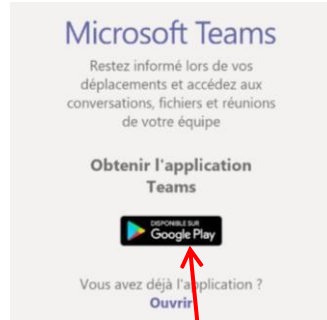 Microsoft Teams
Restez informé lors de vos
déplacements et accédez aux
conversations, fichiers et réunions
de votre équipe
Obtenir l'application
Teams
DISPONIBLE SUR
Google Play
Vous avez déjà l'application ?
Ouvrir